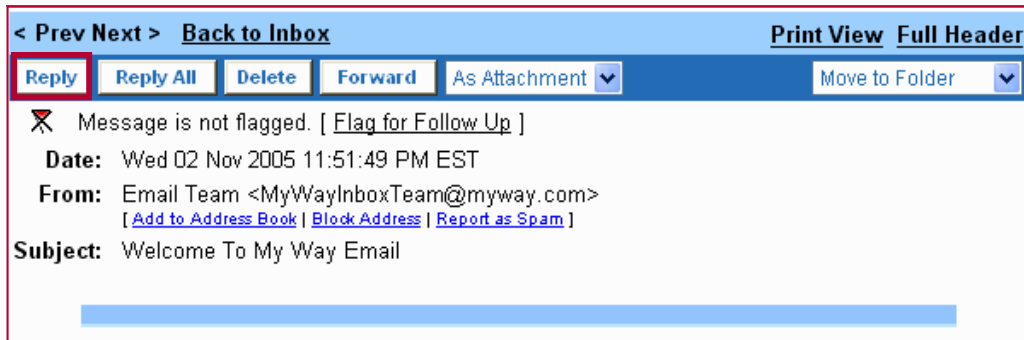 < Prev Next > Back to Inbox Print View Full Header
Reply Reply All Delete Forward As Attachment Move to Folder
Message is not flagged. [ Flag for Follow Up ]
Date: Wed 02 Nov 2005 11:51:49 PM EST
From: Email Team <MyWayInboxTeam@myway.com>
[ Add to Address Book | Block Address | Report as Spam ]
Subject: Welcome To My Way Email